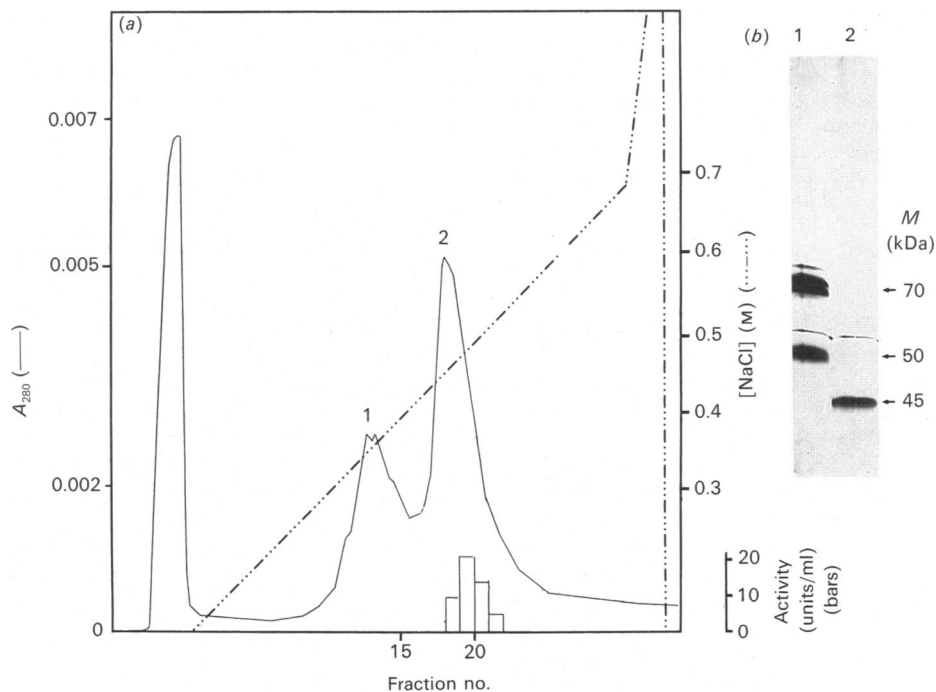 (a)
0.007
0.005
0.002
0
A280 (——)
1
2
15
20
Fraction no.
0.7
0.6
0.5
0.4
0.3
[NaCl] (M) (—···—)
20
10
0
Activity
(units/ml)
(bars)
(b) 1 2
M
(kDa)
70
50
45